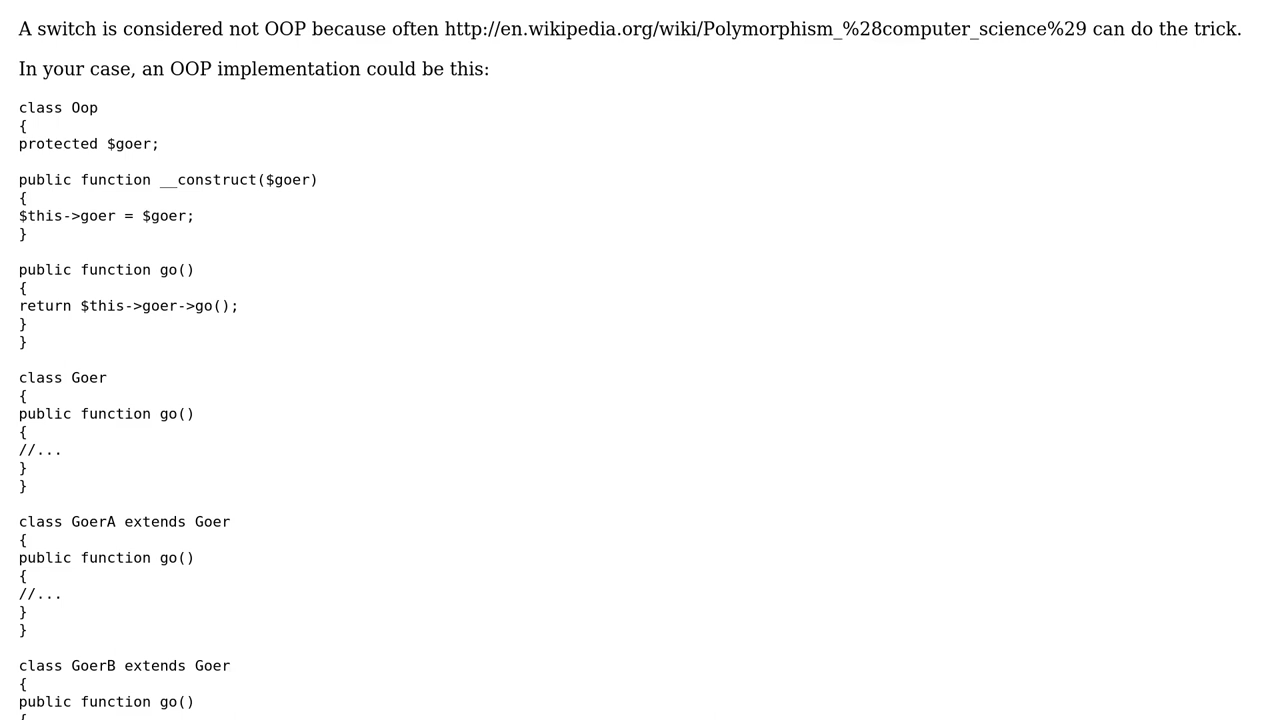 A switch is considered not OOP because often http://en.wikipedia.org/wiki/Polymorphism_%28computer_science%29 can do the trick.
In your case, an OOP implementation could be this:
class Oop
{
protected $goer;
public function __construct($goer)
{
$this->goer = $goer;
}
public function go()
{
return $this->goer->go();
}
}
class Goer
{
public function go()
{
//...
}
}
class GoerA extends Goer
{
public function go()
{
//...
}
}
class GoerB extends Goer
{
public function go()
{